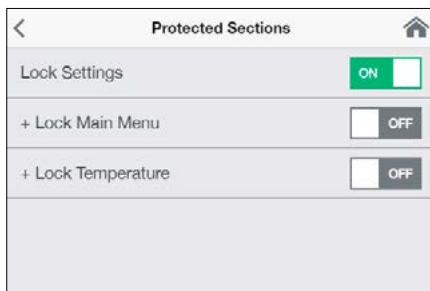 Protected Sections
Lock Settings ON
+ Lock Main Menu OFF
+ Lock Temperature OFF